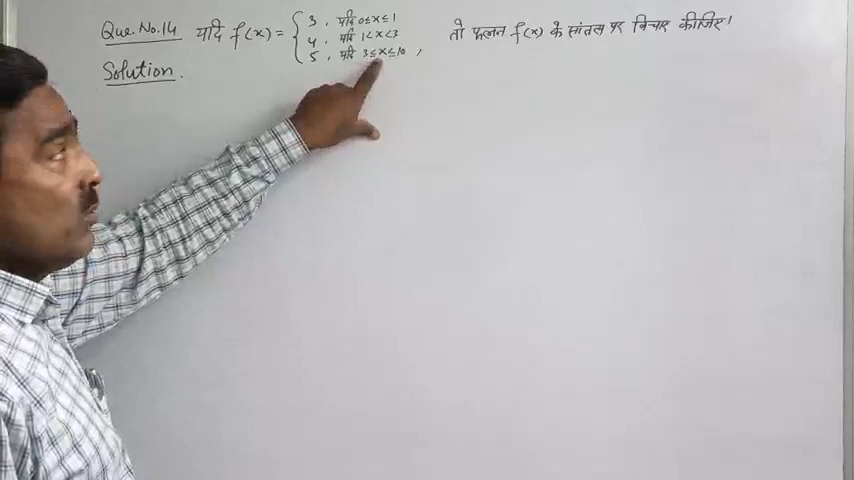 Que. No. 14 यदि f(x) = { 3 , यदि 0≤x≤1
4 , यदि 1<x<3
5 , यदि 3≤x≤10 , तो फलन f(x) के सांतत्य पर विचार कीजिए।
Solution.